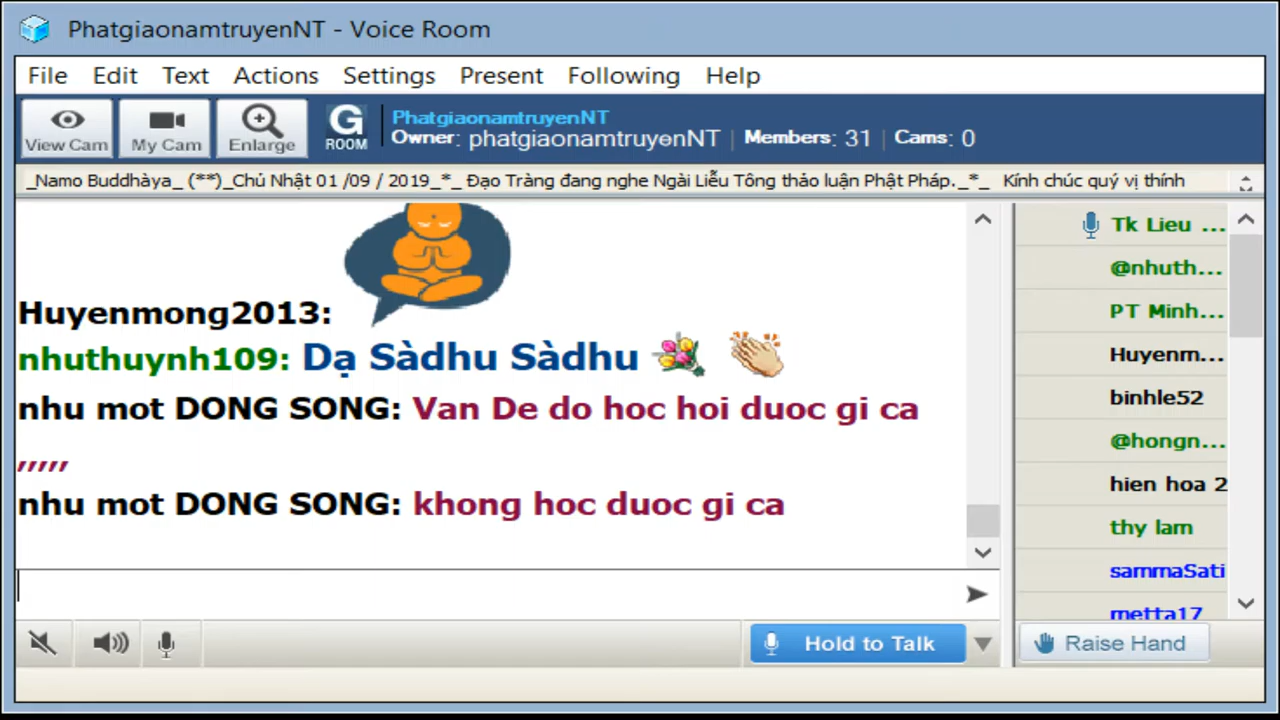 PhatgiaonamtruyenNT - Voice Room
File Edit Text Actions Settings Present Following Help
View Cam My Cam Enlarge G ROOM
PhatgiaonamtruyenNT
Owner: phatgiaonamtruyenNT | Members: 31 | Cams: 0
_Namo Buddhàya_ (**)_Chủ Nhật 01 /09 / 2019_*_ Đạo Tràng đang nghe Ngài Liễu Tông thảo luận Phật Pháp._*_ Kính chúc quý vị thính
Huyenmong2013:
nhuthuynh109: Dạ Sàdhu Sàdhu
nhu mot DONG SONG: Van De do hoc hoi duoc gi ca
,,,,,
nhu mot DONG SONG: khong hoc duoc gi ca
Tk Lieu ...
@nhuth...
PT Minh...
Huyenm...
binhle52
@hongn...
hien hoa 2
thy lam
sammaSati
metta17
Hold to Talk
Raise Hand